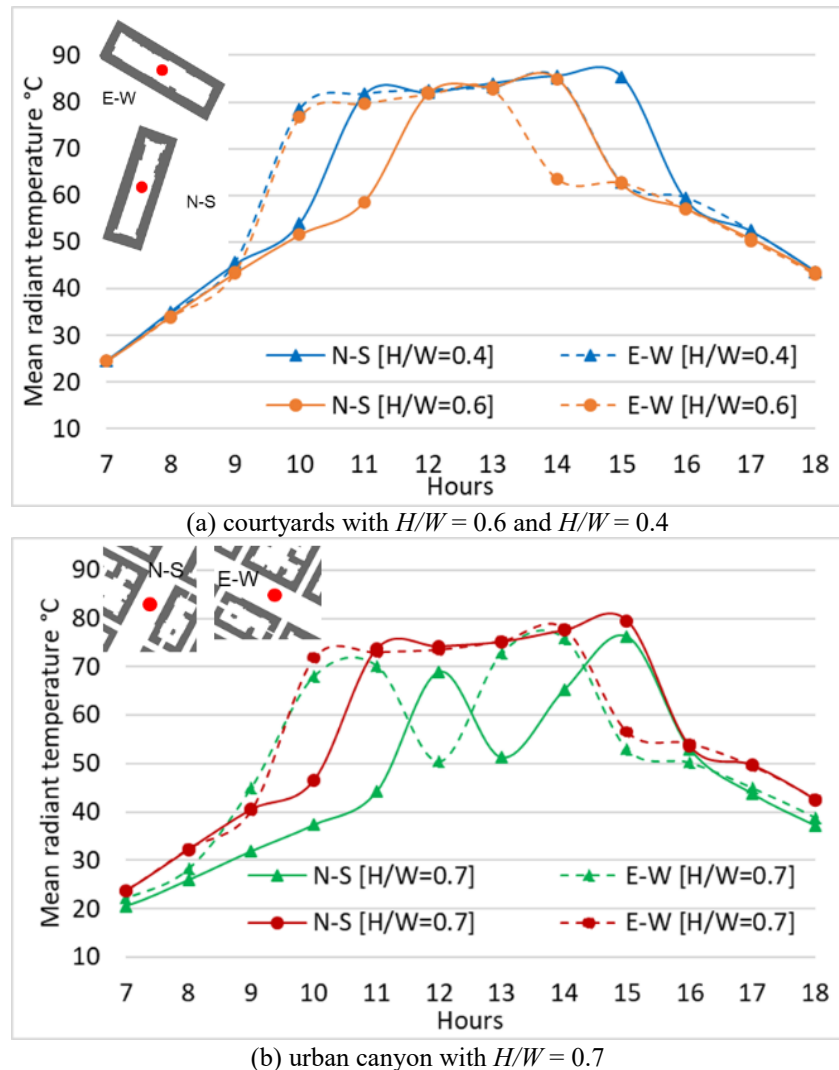 Mean radiant temperature °C
90
80
70
60
50
40
30
20
10
E-W
N-S
N-S [H/W=0.4]
E-W [H/W=0.4]
N-S [H/W=0.6]
E-W [H/W=0.6]
7 8 9 10 11 12 13 14 15 16 17 18
Hours
(a) courtyards with H/W = 0.6 and H/W = 0.4
Mean radiant temperature °C
90
80
70
60
50
40
30
20
10
N-S
E-W
N-S [H/W=0.7]
E-W [H/W=0.7]
N-S [H/W=0.7]
E-W [H/W=0.7]
7 8 9 10 11 12 13 14 15 16 17 18
Hours
(b) urban canyon with H/W = 0.7